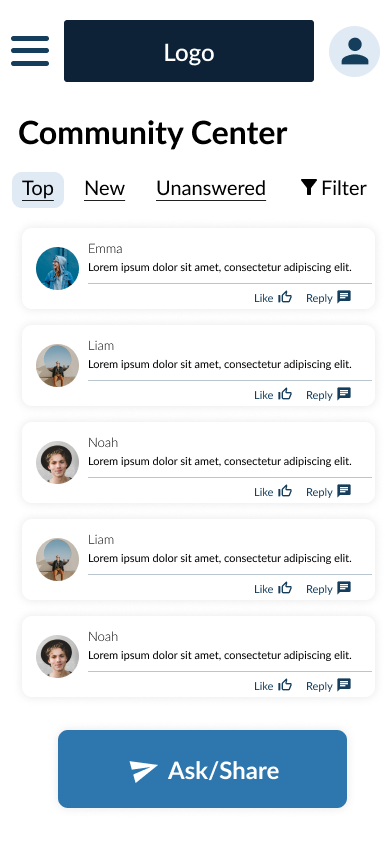 Logo
Community Center
Top New Unanswered Filter
Emma
Lorem ipsum dolor sit amet, consectetur adipiscing elit.
Like Reply
Liam
Lorem ipsum dolor sit amet, consectetur adipiscing elit.
Like Reply
Noah
Lorem ipsum dolor sit amet, consectetur adipiscing elit.
Like Reply
Liam
Lorem ipsum dolor sit amet, consectetur adipiscing elit.
Like Reply
Noah
Lorem ipsum dolor sit amet, consectetur adipiscing elit.
Like Reply
Ask/Share